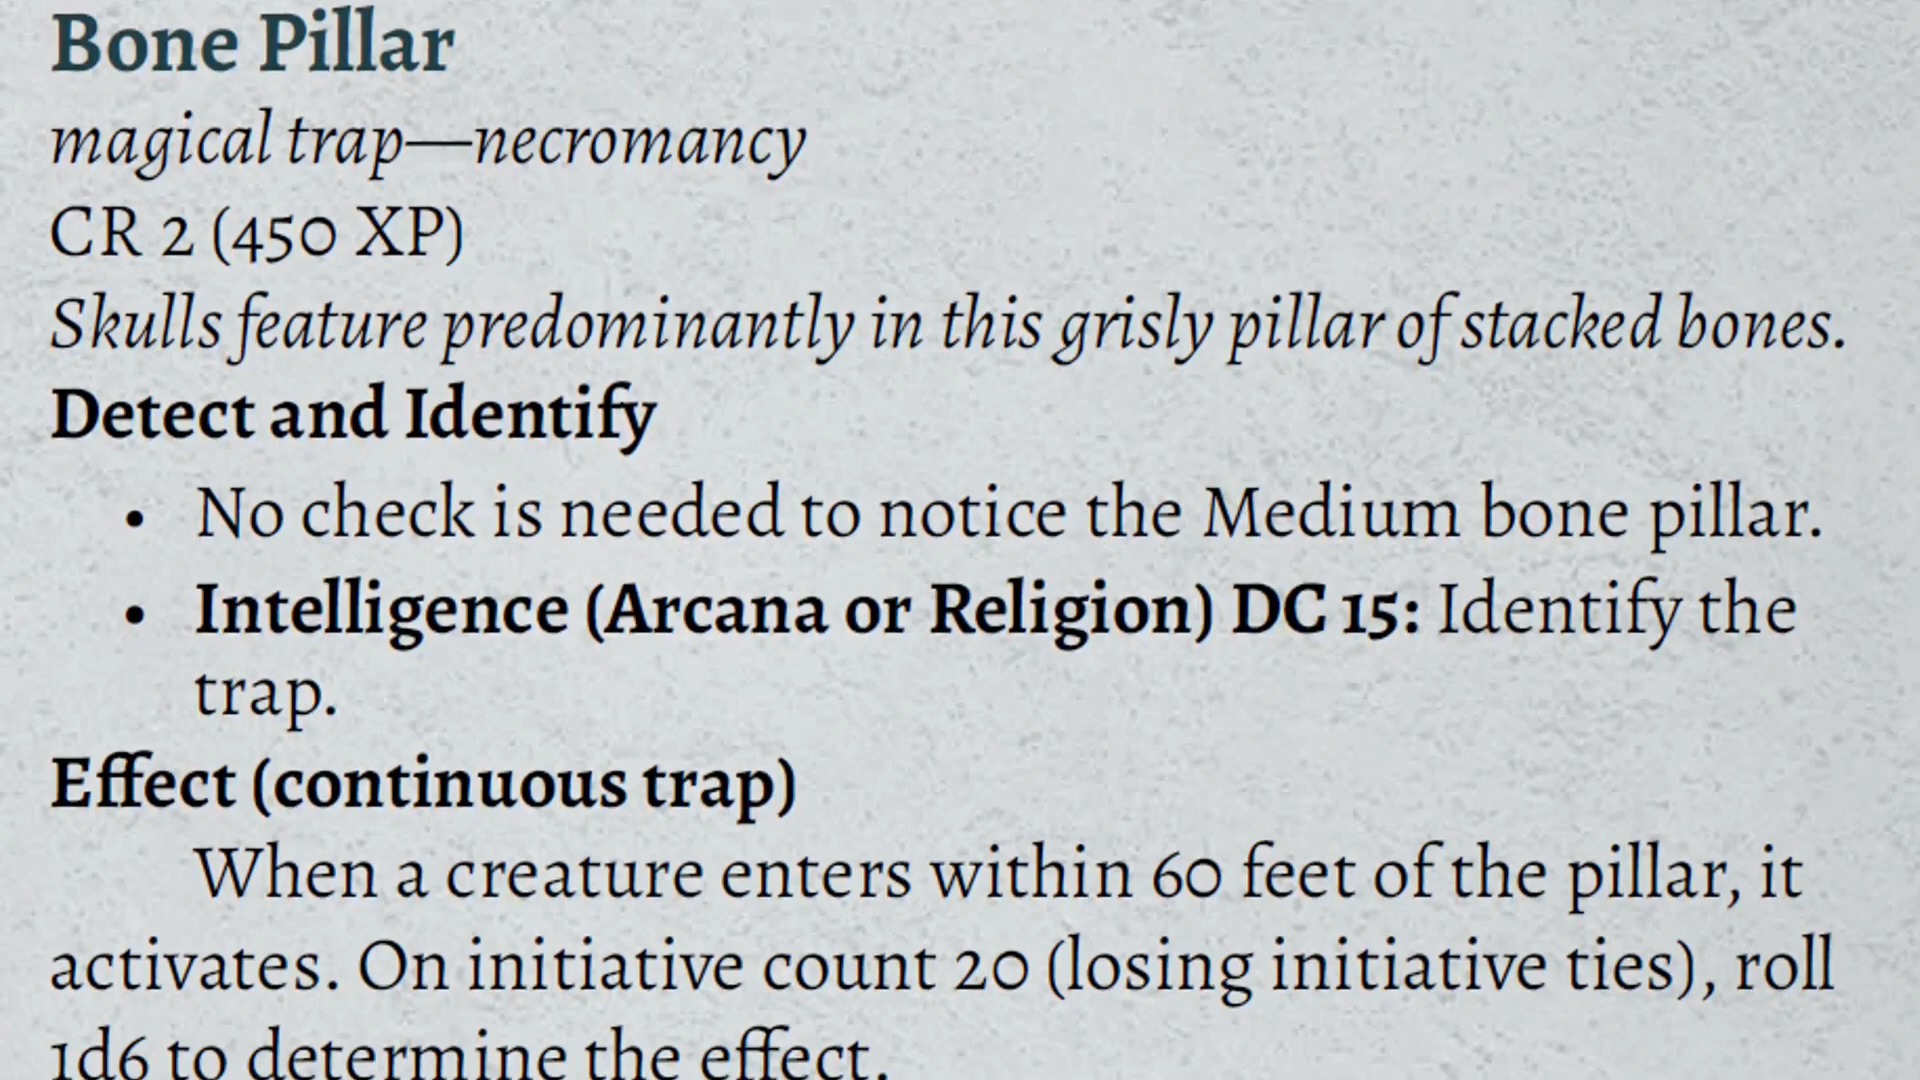 Bone Pillar
magical trap—necromancy
CR 2 (450 XP)
Skulls feature predominantly in this grisly pillar of stacked bones.
Detect and Identify
• No check is needed to notice the Medium bone pillar.
• Intelligence (Arcana or Religion) DC 15: Identify the
trap.
Effect (continuous trap)
When a creature enters within 60 feet of the pillar, it
activates. On initiative count 20 (losing initiative ties), roll
1d6 to determine the effect.